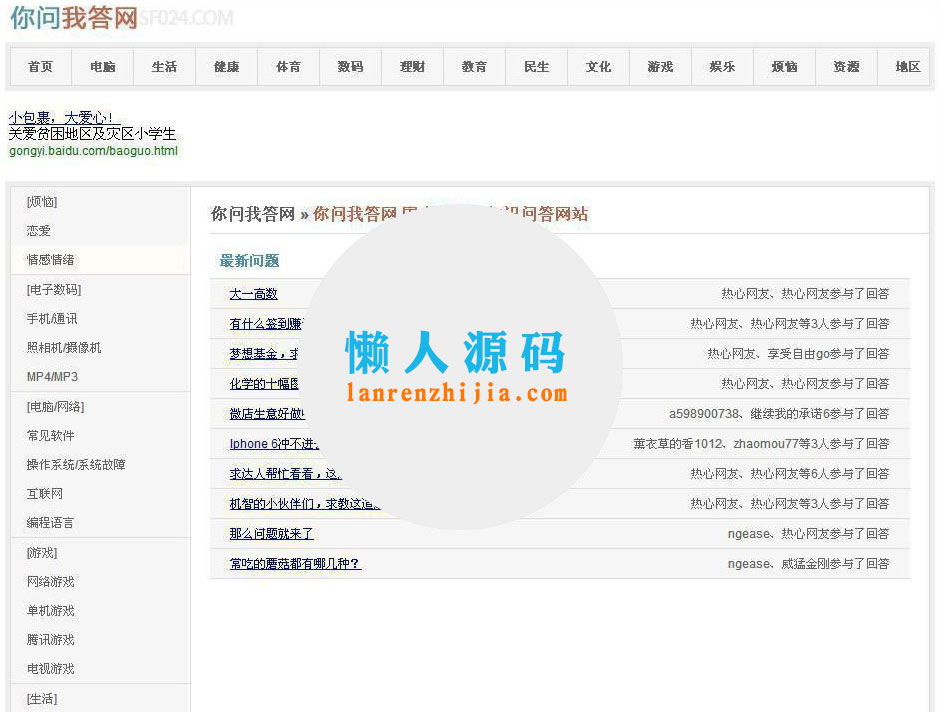 你问我答网SF024.COM
首页 电脑 生活 健康 体育 数码 理财 教育 民生 文化 游戏 娱乐 烦恼 资源 地区
小包裹，大爱心！
关爱贫困地区及灾区小学生
gongyi.baidu.com/baoguo.html
[烦恼]
恋爱
情感情绪
[电子数码]
手机/通讯
照相机/摄像机
MP4/MP3
[电脑/网络]
常见软件
操作系统/系统故障
互联网
编程语言
[游戏]
网络游戏
单机游戏
腾讯游戏
电视游戏
[生活]
你问我答网 » 你问我答网 问答网站
最新问题
大一高数 热心网友、热心网友参与了回答
有什么签到赚 热心网友、热心网友等3人参与了回答
梦想基金，求 热心网友、享受自由go参与了回答
化学的十幅图 热心网友、热心网友参与了回答
微店生意好做 a598900738、继续我的承诺6参与了回答
Iphone 6冲不进 薰衣草的香1012、zhaomou77等3人参与了回答
求达人帮忙看看，这 热心网友、热心网友等6人参与了回答
机智的小伙伴们，求教这道 热心网友、热心网友等3人参与了回答
那么问题就来了 ngease、热心网友参与了回答
常吃的蘑菇都有哪几种？ ngease、威猛金刚参与了回答
懒人源码
lanrenzhijia.com